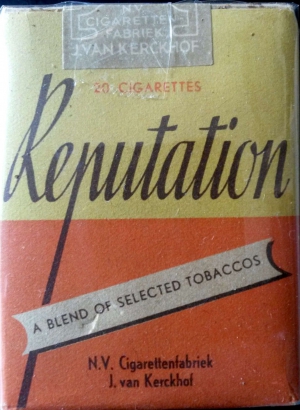 N.V.
CIGARETTEN
FABRIEK
J.VAN KERCKHOF
20 CIGARETTES
Reputation
A BLEND OF SELECTED TOBACCOS
N.V. Cigarettenfabriek
J. van Kerckhof